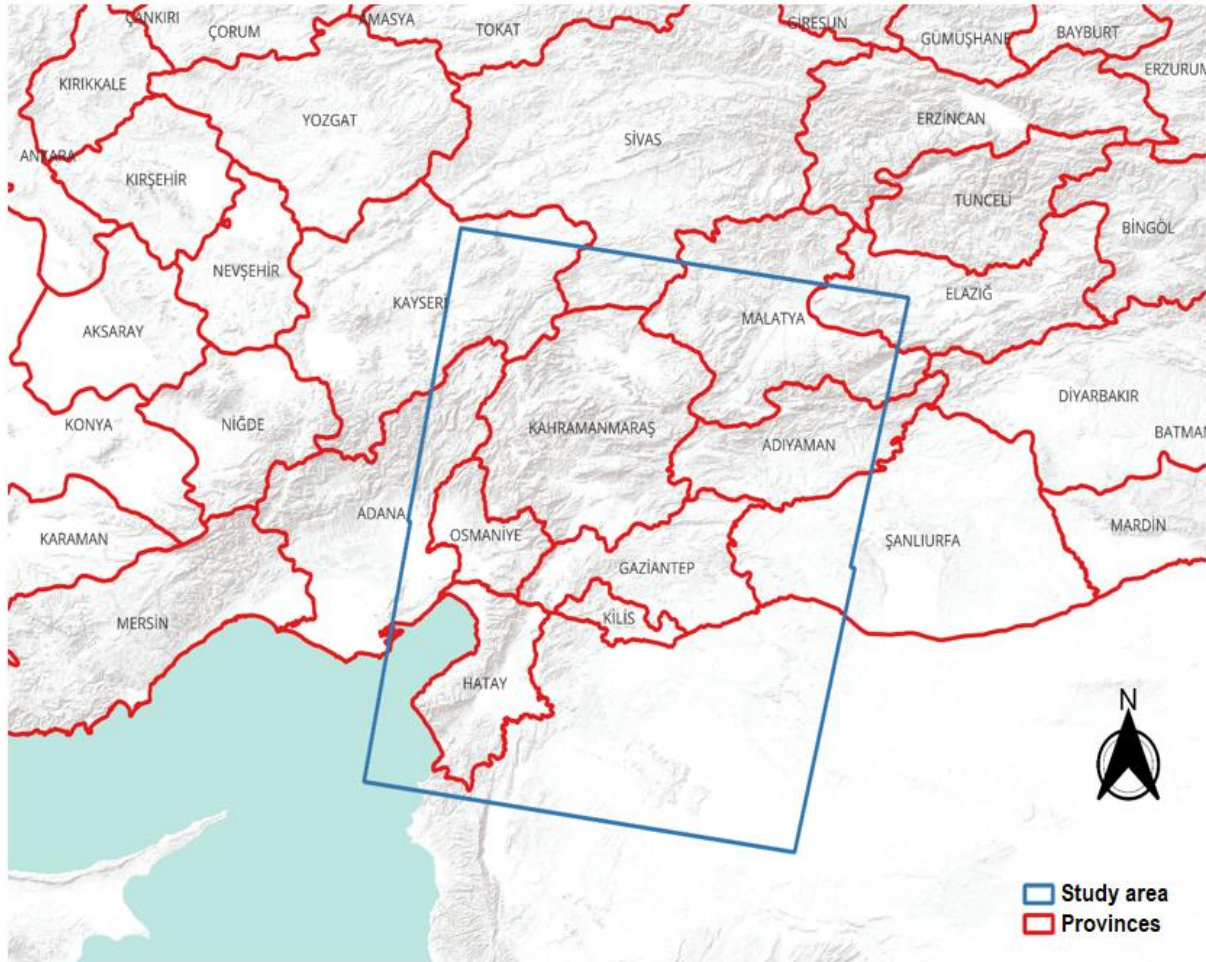 ÇANKIRI
ÇORUM
AMASYA
TOKAT
GİRESUN
GÜMÜŞHANE
BAYBURT
ERZURUM
KIRIKKALE
YOZGAT
SİVAS
ERZİNCAN
ANKARA
KIRŞEHİR
TUNCELİ
BİNGÖL
NEVŞEHİR
KAYSERİ
ELAZIĞ
AKSARAY
MALATYA
DİYARBAKIR
KONYA
NİĞDE
KAHRAMANMARAŞ
ADIYAMAN
BATMAN
ADANA
MARDİN
KARAMAN
OSMANİYE
ŞANLIURFA
GAZİANTEP
MERSİN
KİLİS
HATAY
N
Study area
Provinces